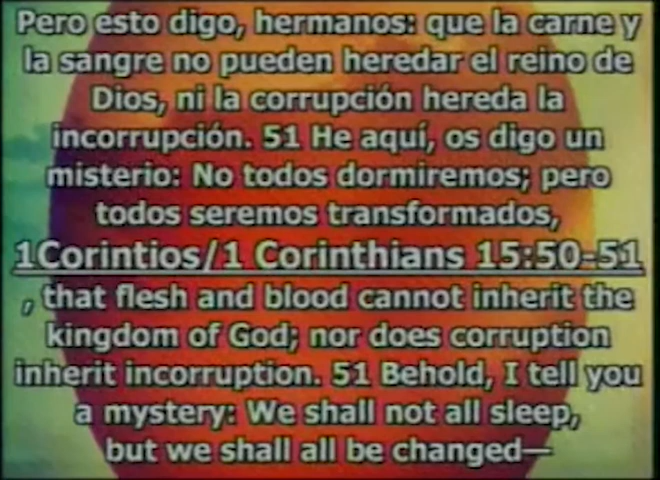 Pero esto digo, hermanos: que la carne y
la sangre no pueden heredar el reino de
Dios, ni la corrupción hereda la
incorrupción. 51 He aquí, os digo un
misterio: No todos dormiremos; pero
todos seremos transformados,
1Corintios/1 Corinthians 15:50-51
, that flesh and blood cannot inherit the
kingdom of God; nor does corruption
inherit incorruption. 51 Behold, I tell you
a mystery: We shall not all sleep,
but we shall all be changed—